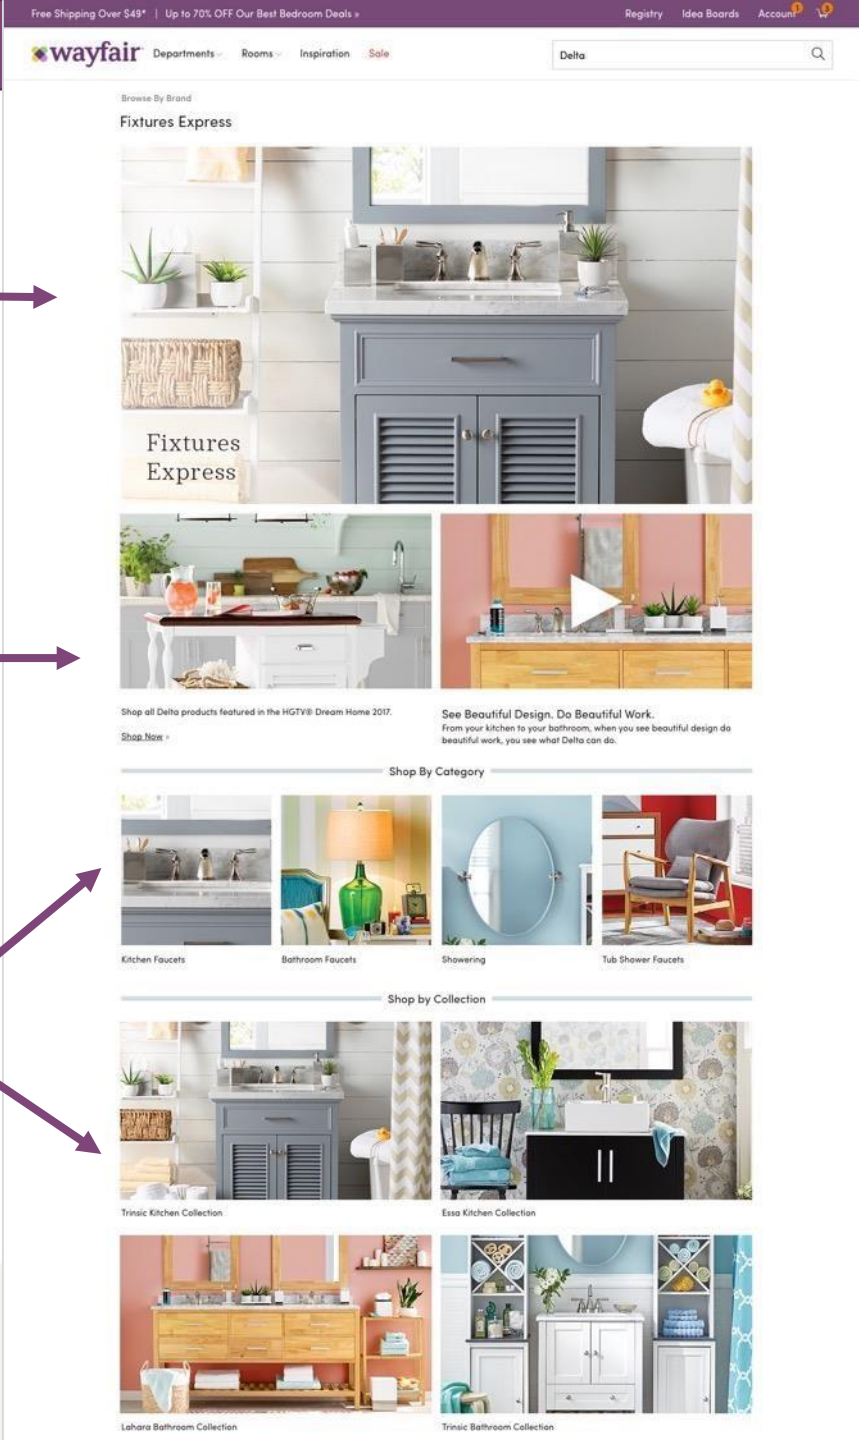 Free Shipping Over $49* | Up to 70% OFF Our Best Bedroom Deals »
Registry Idea Boards Account 1 8
wayfair Departments Rooms Inspiration Sale
Delta
Browse By Brand
Fixtures Express
Fixtures
Express
Shop all Delta products featured in the HGTV® Dream Home 2017.
Shop Now »
See Beautiful Design. Do Beautiful Work.
From your kitchen to your bathroom, when you see beautiful design do
beautiful work, you see what Delta can do.
Shop By Category
Kitchen Faucets
Bathroom Faucets
Showering
Tub Shower Faucets
Shop by Collection
Trinsic Kitchen Collection
Essa Kitchen Collection
Lahara Bathroom Collection
Trinsic Bathroom Collection